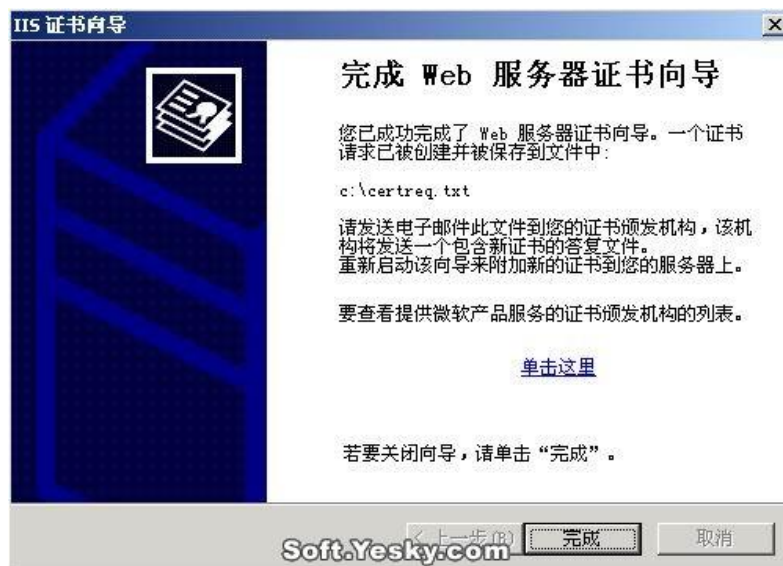 IIS 证书向导
完成 Web 服务器证书向导
您已成功完成了 Web 服务器证书向导。一个证书
请求已被创建并被保存到文件中:
c:\certreq.txt
请发送电子邮件此文件到您的证书颁发机构，该机
构将发送一个包含新证书的答复文件。
重新启动该向导来附加新的证书到您的服务器上。
要查看提供微软产品服务的证书颁发机构的列表。
单击这里
若要关闭向导，请单击“完成”。
< 上一步(B)
完成
取消
Soft.Yesky.com